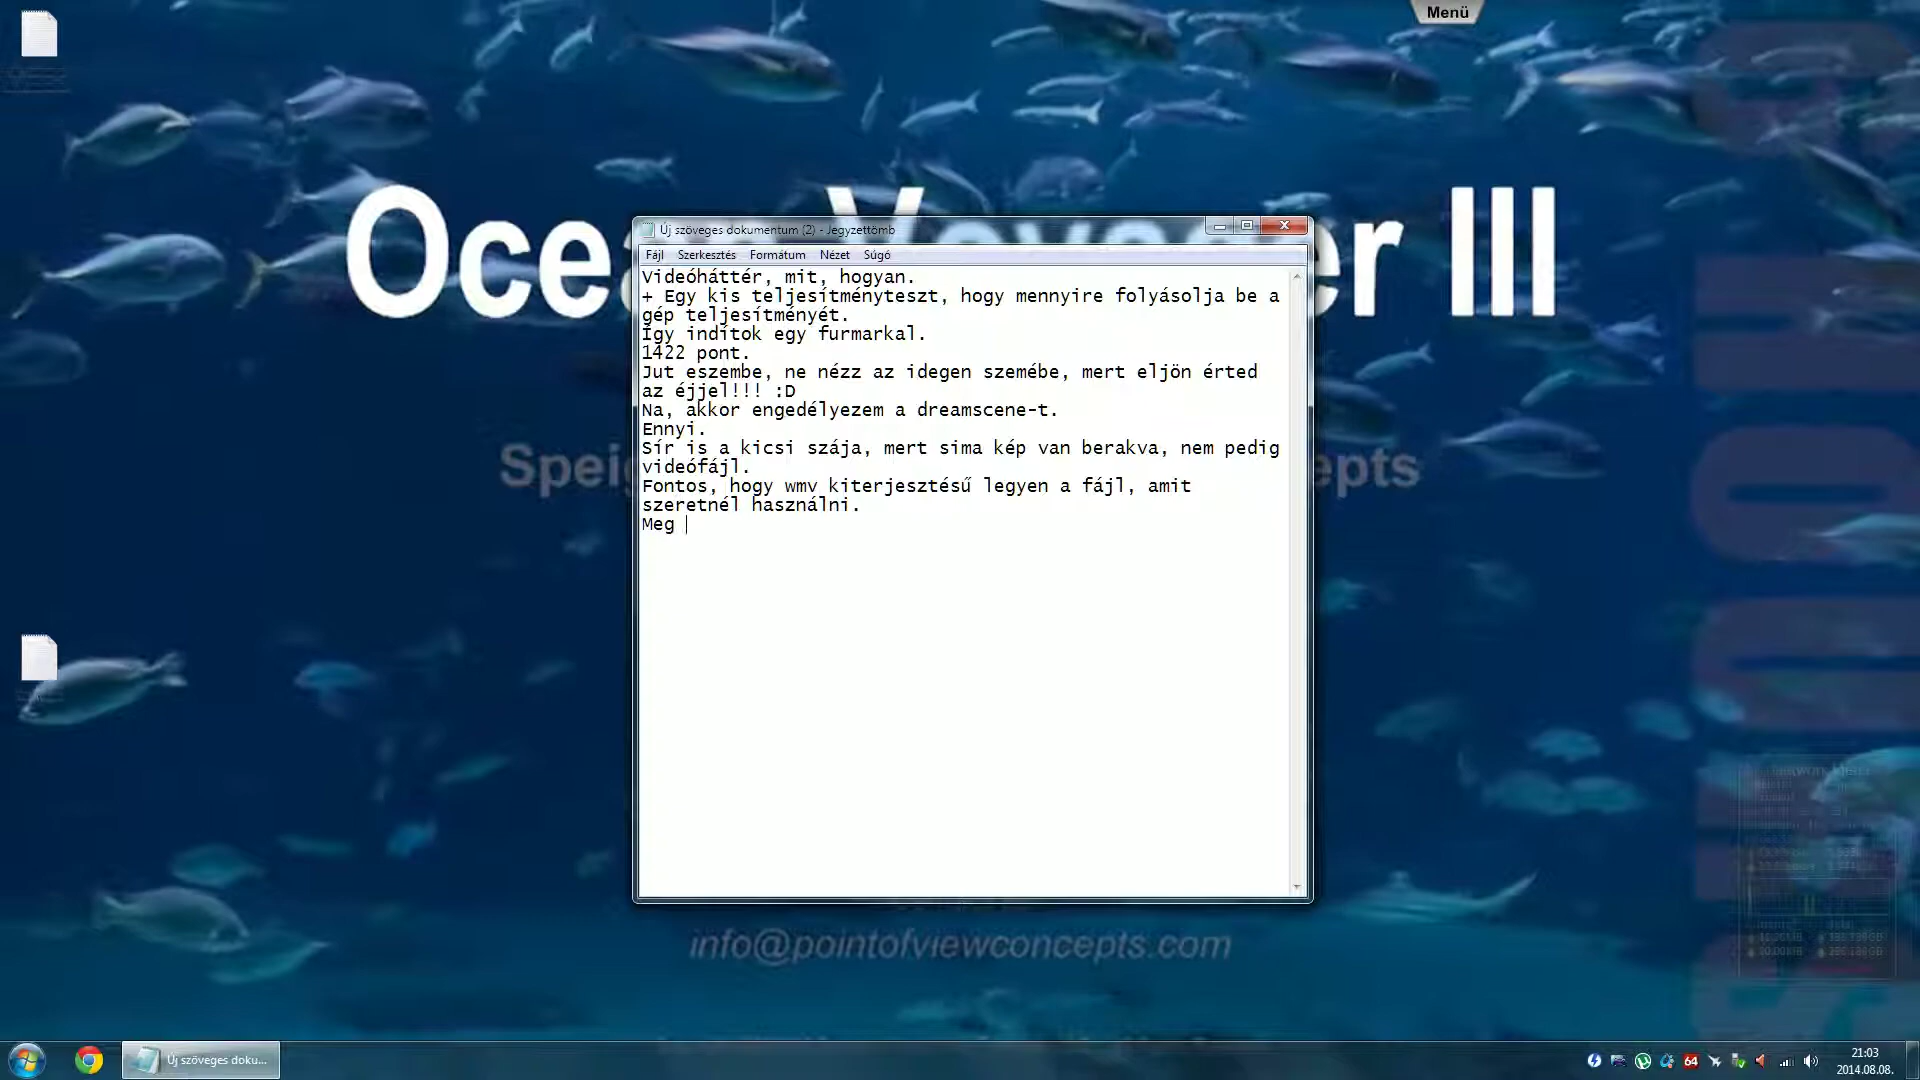 Menü
Ocea
er III
Új szöveges dokumentum (2) - Jegyzettömb
Fájl Szerkesztés Formátum Nézet Súgó
Videóháttér, mit, hogyan.
+ Egy kis teljesítményteszt, hogy mennyire folyásolja be a
gép teljesítményét.
Így indítok egy furmarkal.
1422 pont.
Jut eszembe, ne nézz az idegen szemébe, mert eljön érted
az éjjel!!! :D
Na, akkor engedélyezem a dreamscene-t.
Ennyi.
Sír is a kicsi szája, mert sima kép van berakva, nem pedig
videófájl.
Fontos, hogy wmv kiterjesztésű legyen a fájl, amit
szeretnél használni.
Meg
Speig
epts
info@pointofviewconcepts.com
Új szöveges doku...
64
21:03
2014.08.08.